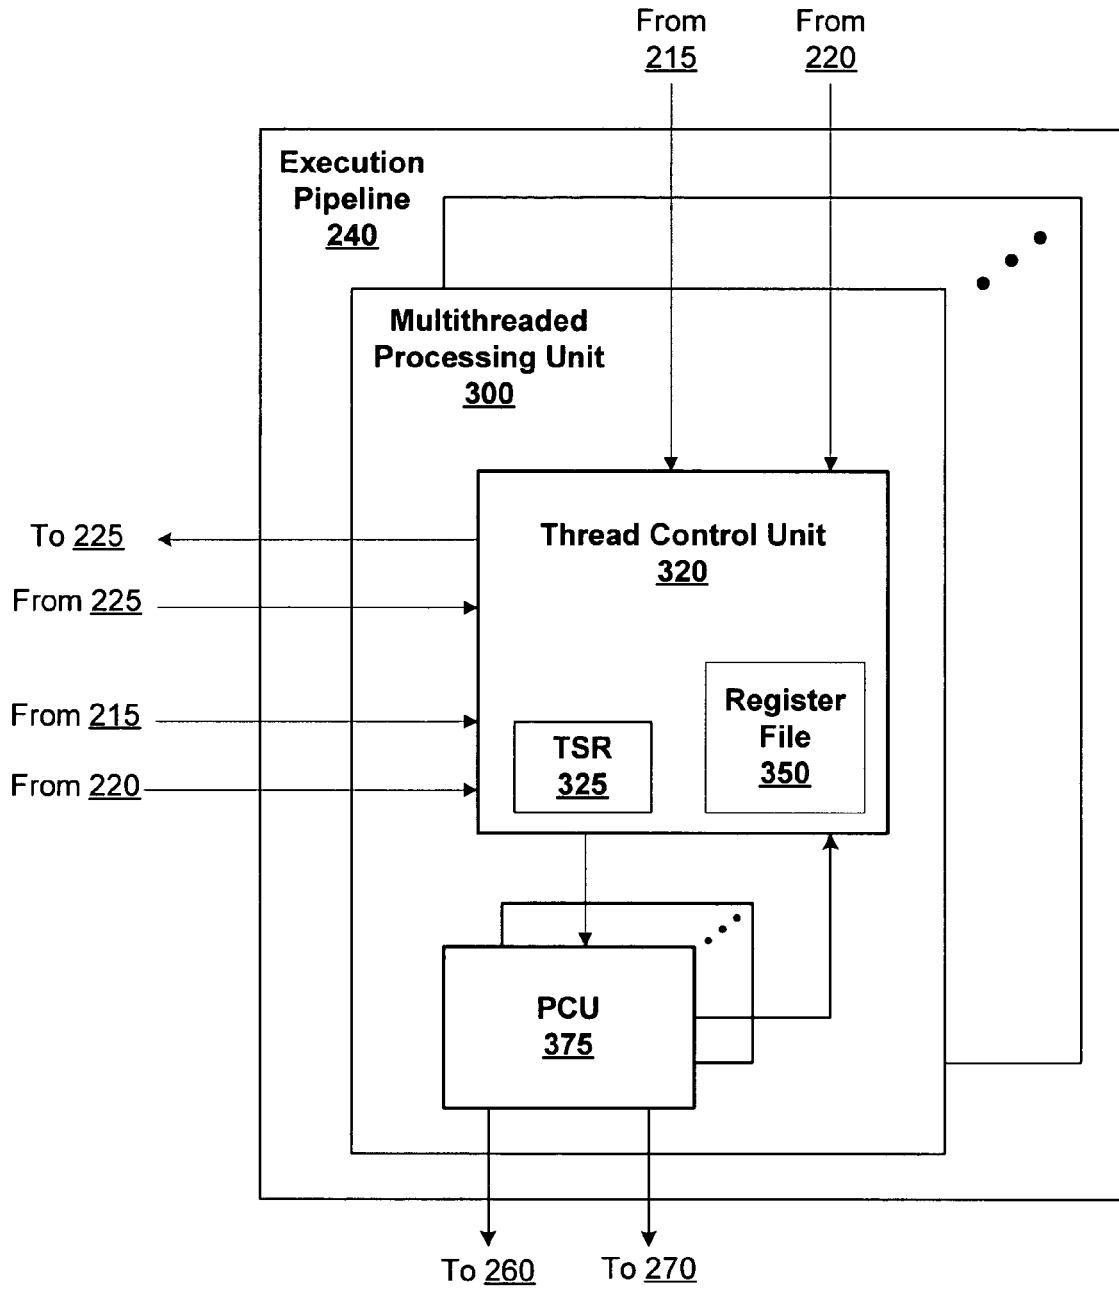 From
215
From
220
Execution
Pipeline
240
Multithreaded
Processing Unit
300
To 225
From 225
From 215
From 220
Thread Control Unit
320
TSR
325
Register
File
350
PCU
375
To 260
To 270